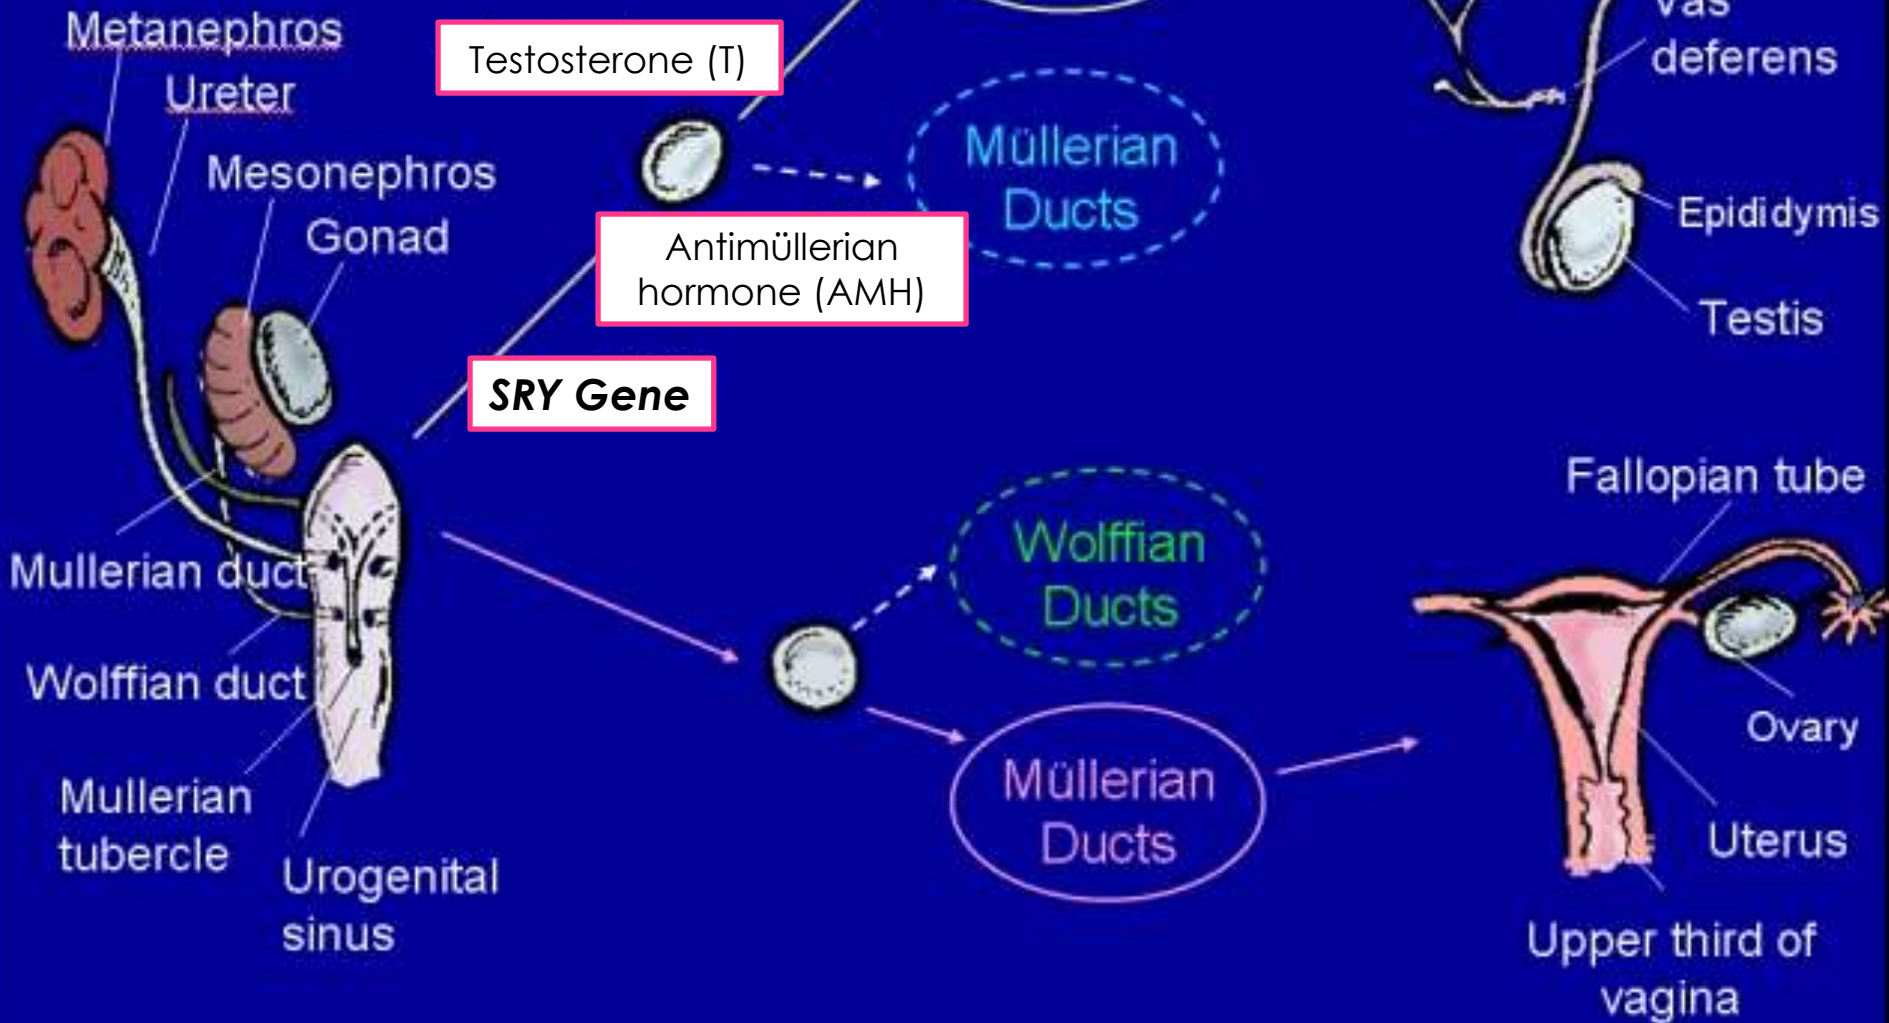 Metanephros
Ureter
Mesonephros
Gonad
Testosterone (T)
Antimüllerian
hormone (AMH)
SRY Gene
Müllerian
Ducts
Vas
deferens
Epididymis
Testis
Mullerian duct
Wolffian duct
Mullerian
tubercle
Urogenital
sinus
Wolffian
Ducts
Müllerian
Ducts
Fallopian tube
Ovary
Uterus
Upper third of
vagina